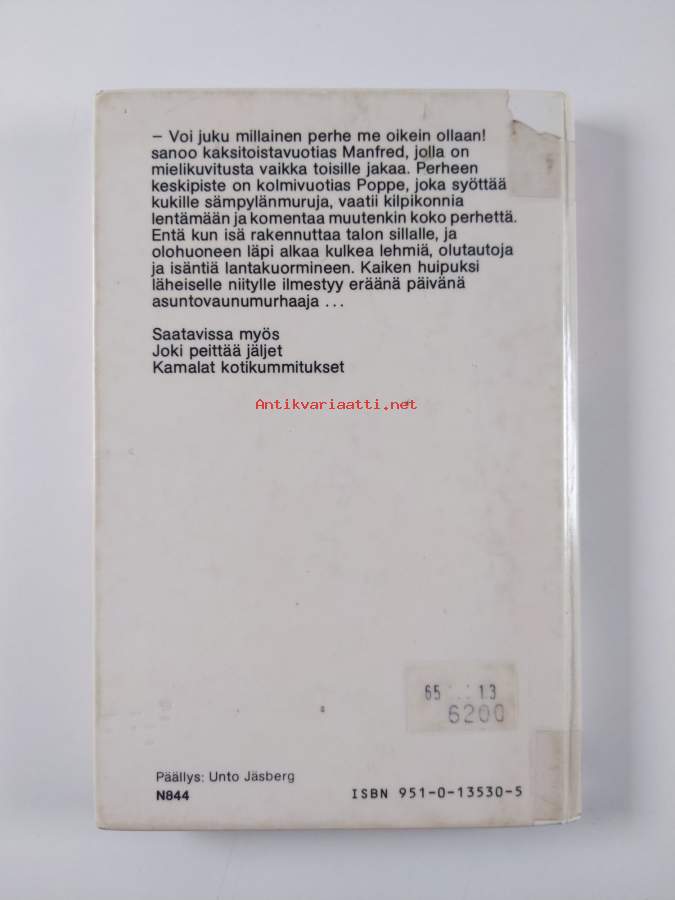 – Voi juku millainen perhe me oikein ollaan!
sanoo kaksitoistavuotias Manfred, jolla on
mielikuvitusta vaikka toisille jakaa. Perheen
keskipiste on kolmivuotias Poppe, joka syöttää
kukille sämpylänmuruja, vaatii kilpikonnia
lentämään ja komentaa muutenkin koko perhettä.
Entä kun isä rakennuttaa talon sillalle, ja
olohuoneen läpi alkaa kulkea lehmiä, olutautoja
ja isäntiä lantakuormineen. Kaiken huipuksi
läheiselle niitylle ilmestyy eräänä päivänä
asuntovaunumurhaaja ...
Saatavissa myös
Joki peittää jäljet
Kamalat kotikummitukset
Antikvariaatti.net
65 13
6200
Päällys: Unto Jäsberg
N844
ISBN 951-0-13530-5